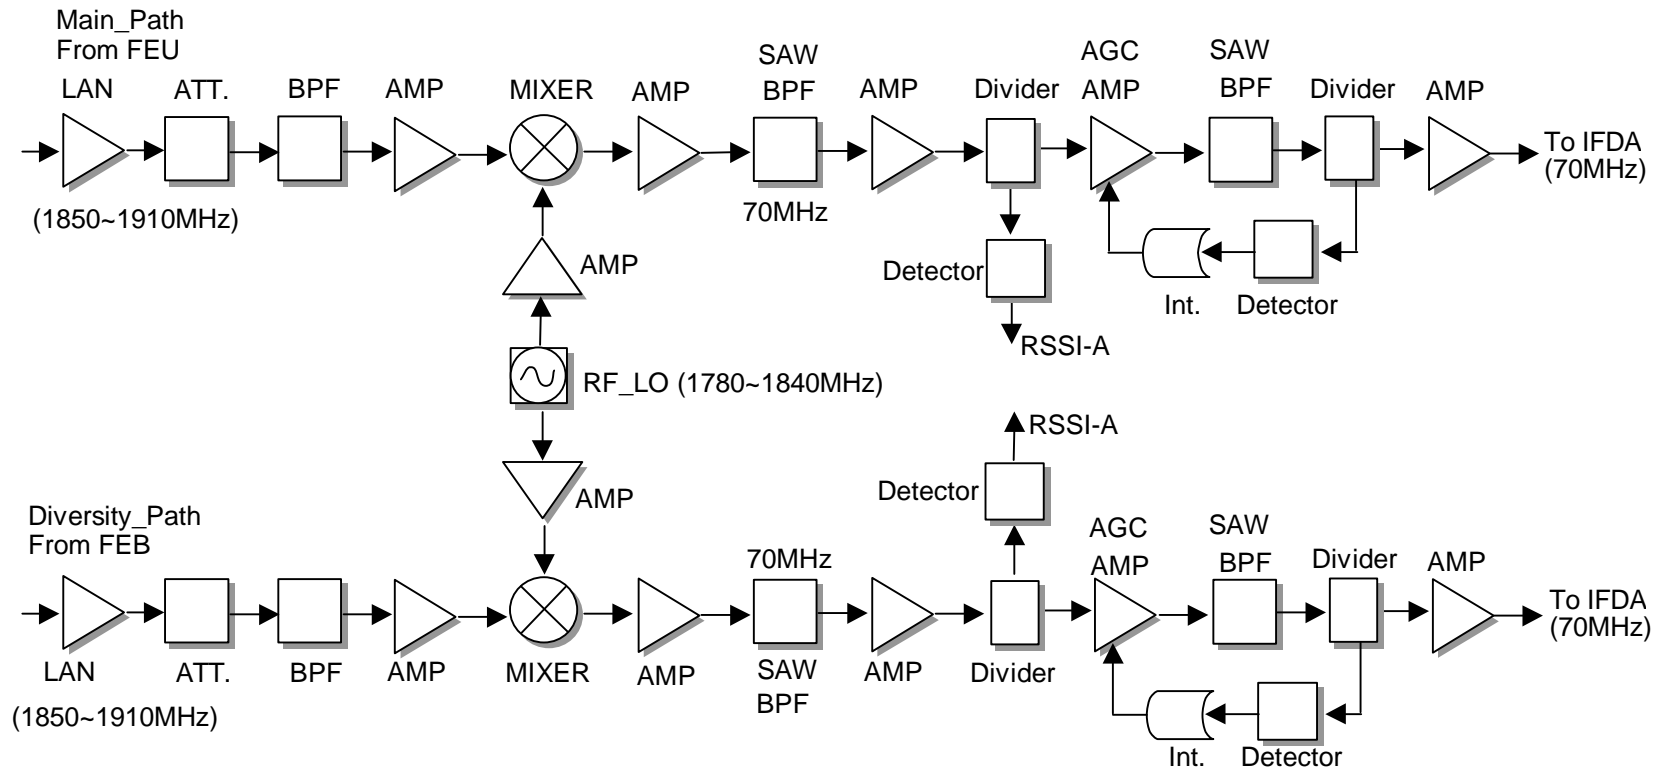 Main_Path
From FEU
LAN
ATT.
BPF
AMP
MIXER
AMP
SAW
BPF
AMP
Divider
AGC
AMP
SAW
BPF
Divider
AMP
To IFDA
(70MHz)
(1850~1910MHz)
70MHz
AMP
Detector
Int.
Detector
RSSI-A
RF_LO (1780~1840MHz)
RSSI-A
AMP
Detector
Diversity_Path
From FEB
70MHz
AGC
AMP
SAW
BPF
Divider
AMP
To IFDA
(70MHz)
LAN
ATT.
BPF
AMP
MIXER
AMP
SAW
BPF
AMP
Divider
(1850~1910MHz)
Int.
Detector